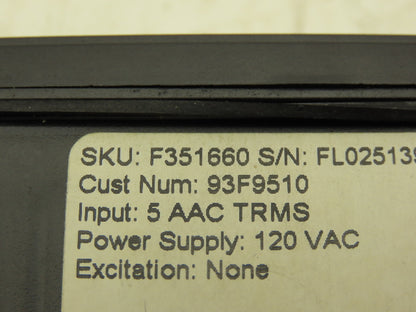 SKU: F351660 S/N: FL025139
Cust Num: 93F9510
Input: 5 AAC TRMS
Power Supply: 120 VAC
Excitation: None